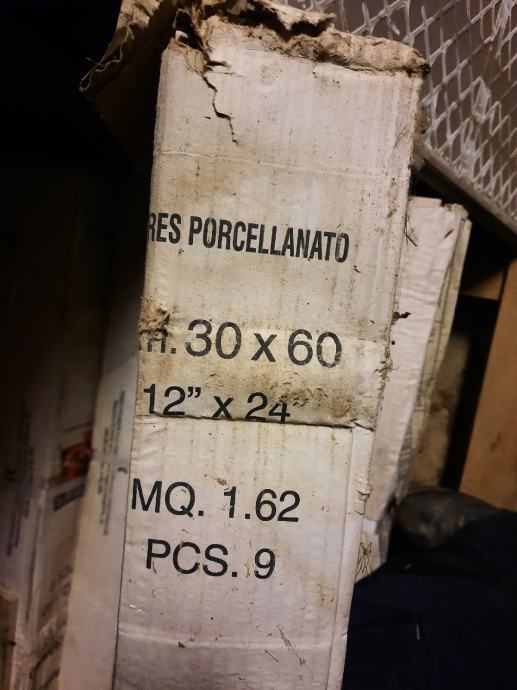 RES PORCELLANATO
m. 30 x 60
12” x 24"
MQ. 1.62
PCS. 9